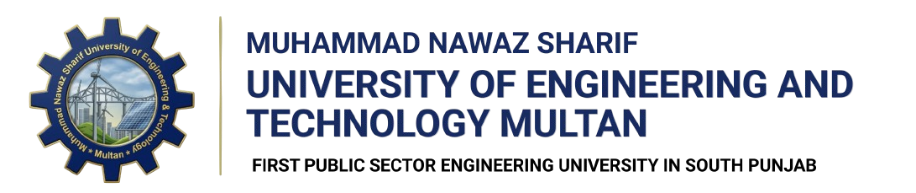 Muhammad Nawaz Sharif University of Engineering & Technology
* Multan *
MUHAMMAD NAWAZ SHARIF
UNIVERSITY OF ENGINEERING AND
TECHNOLOGY MULTAN
FIRST PUBLIC SECTOR ENGINEERING UNIVERSITY IN SOUTH PUNJAB